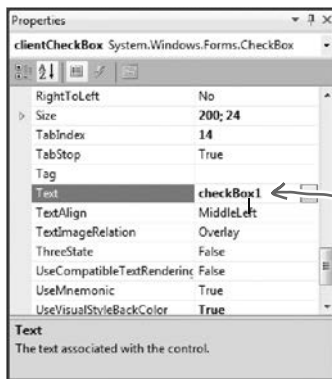 Properties
clientCheckBox System.Windows.Forms.CheckBox
RightToLeft No
Size 200; 24
TabIndex 14
TabStop True
Tag
Text checkBox1
TextAlign MiddleLeft
TextImageRelation Overlay
ThreeState False
UseCompatibleTextRendering False
UseMnemonic True
UseVisualStyleBackColor True
Text
The text associated with the control.